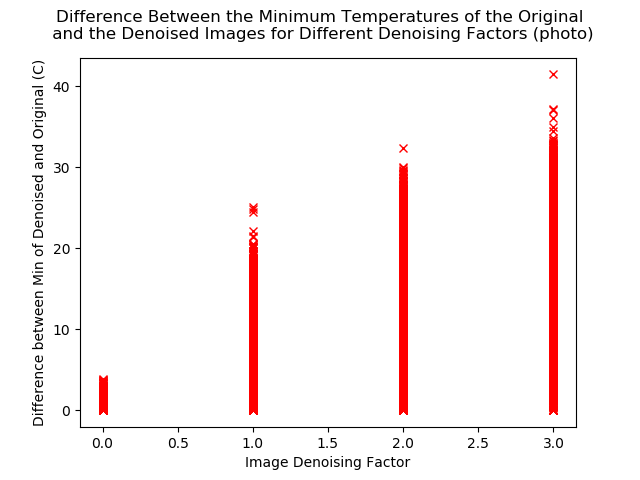 Difference Between the Minimum Temperatures of the Original
and the Denoised Images for Different Denoising Factors (photo)
Difference between Min of Denoised and Original (C)
40
30
20
10
0
0.0 0.5 1.0 1.5 2.0 2.5 3.0
Image Denoising Factor